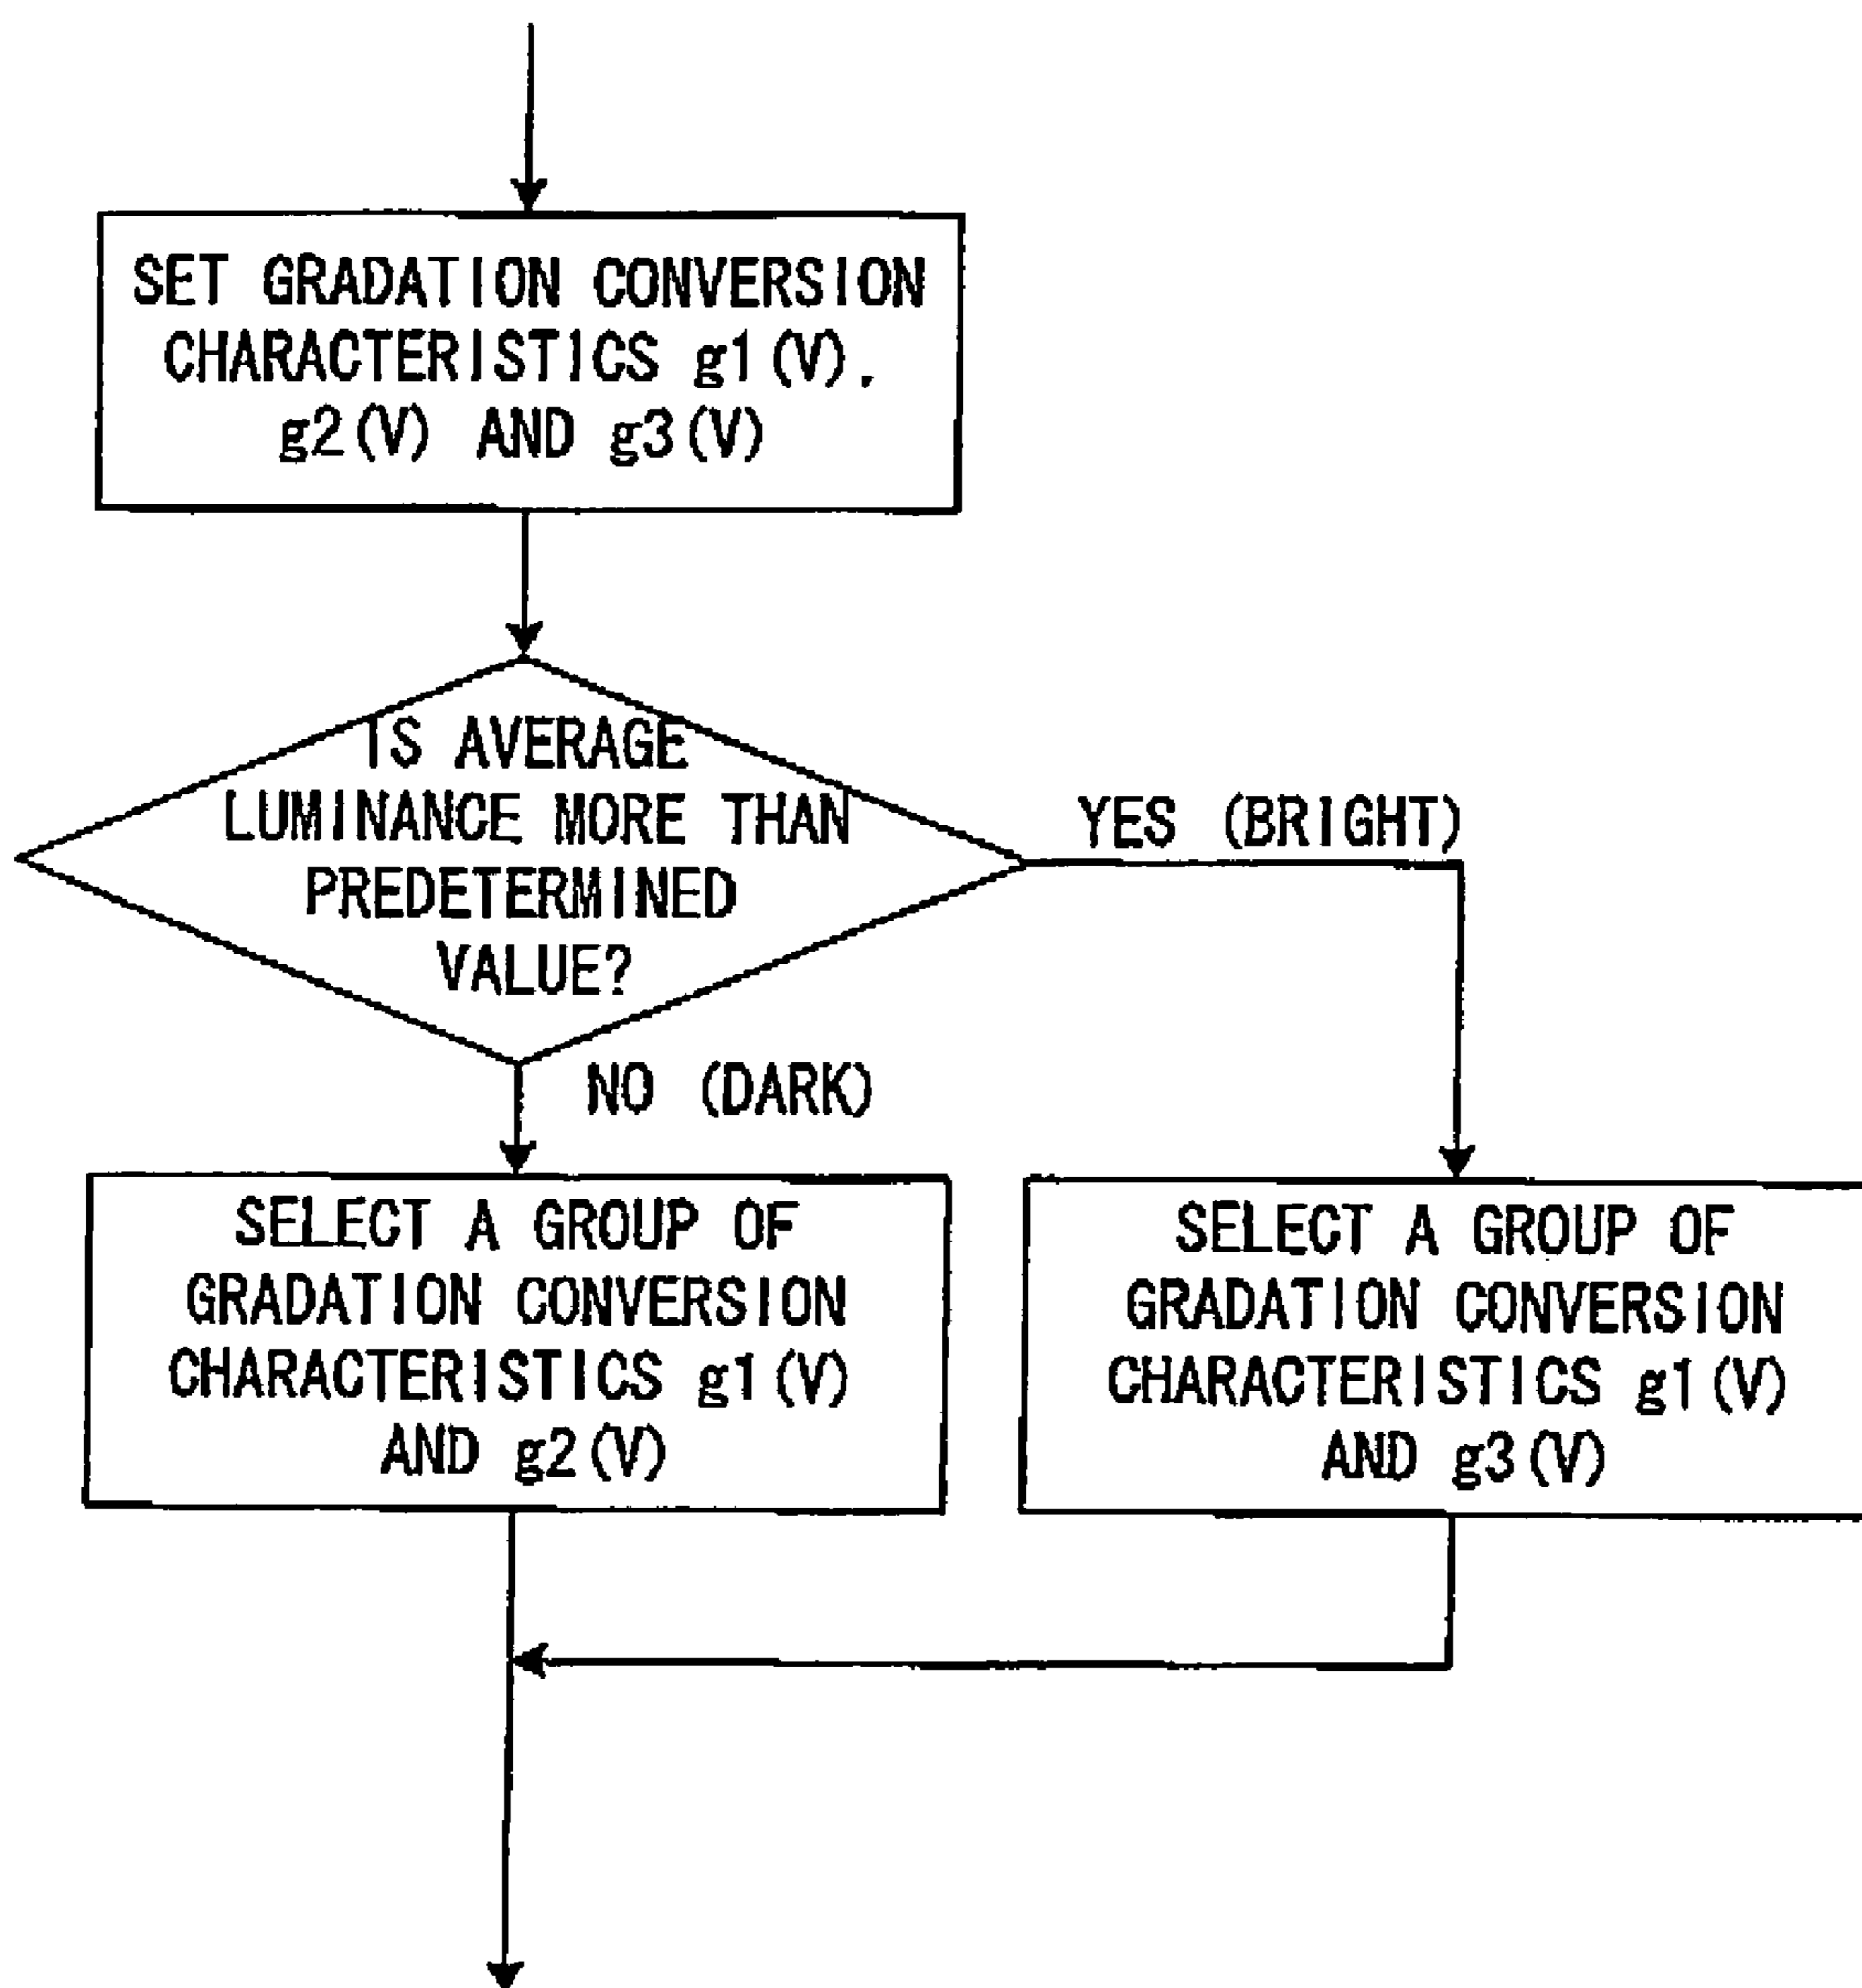 SET GRADATION CONVERSION
CHARACTERISTICS g1(V),
g2(V) AND g3(V)
IS AVERAGE
LUMINANCE MORE THAN
PREDETERMINED
VALUE?
YES (BRIGHT)
NO (DARK)
SELECT A GROUP OF
GRADATION CONVERSION
CHARACTERISTICS g1(V)
AND g2(V)
SELECT A GROUP OF
GRADATION CONVERSION
CHARACTERISTICS g1(V)
AND g3(V)